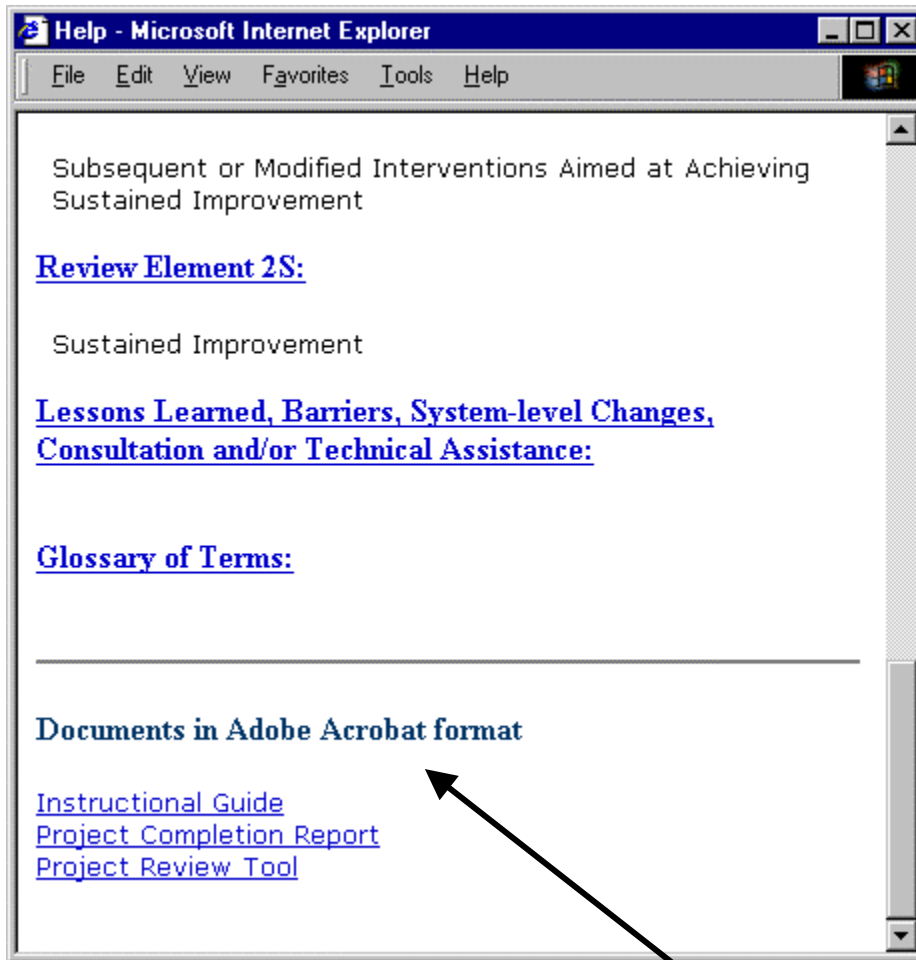 Help - Microsoft Internet Explorer
File Edit View Favorites Tools Help
Subsequent or Modified Interventions Aimed at Achieving
Sustained Improvement
Review Element 2S:
Sustained Improvement
Lessons Learned, Barriers, System-level Changes,
Consultation and/or Technical Assistance:
Glossary of Terms:
Documents in Adobe Acrobat format
Instructional Guide
Project Completion Report
Project Review Tool